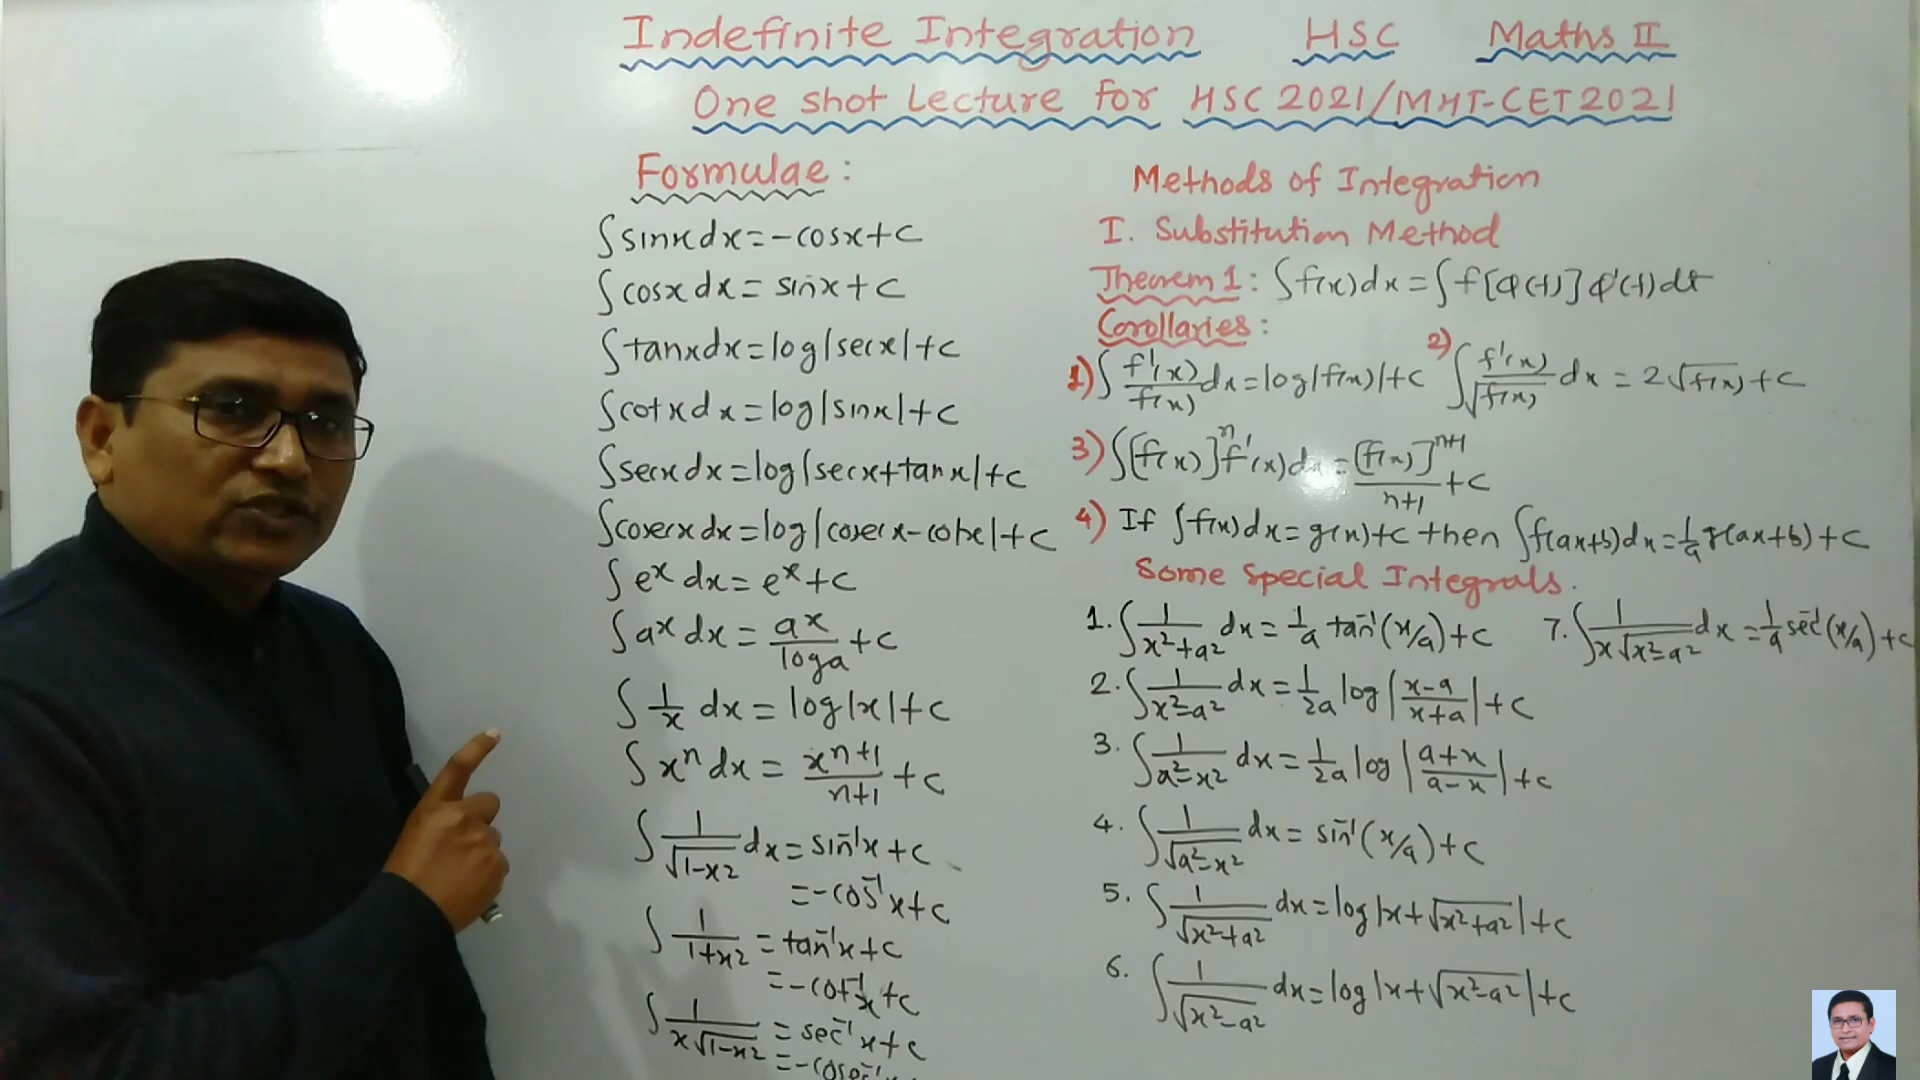 Indefinite Integration HSC Maths II
One shot Lecture for HSC 2021/MHT-CET 2021
Formulae :
∫sinx dx = -cosx+c
∫cosx dx = sinx+c
∫tanx dx = log|secx|+c
∫cotx dx = log|sinx|+c
∫secx dx = log|secx+tanx|+c
∫cosecx dx = log|cosecx-cotx|+c
∫e^x dx = e^x+c
∫a^x dx = a^x/loga +c
∫1/x dx = log|x|+c
∫x^n dx = x^(n+1)/(n+1) +c
∫1/√(1-x²) dx = sin⁻¹x+c
= -cos⁻¹x+c
∫1/(1+x²) = tan⁻¹x+c
= -cot⁻¹x+c
∫1/(x√(1-x²)) = sec⁻¹x+c
Methods of Integration
I. Substitution Method
Theorem 1 : ∫f(x)dx = ∫f[φ(t)]φ'(t)dt
Corollaries :
1) ∫f'(x)/f(x) dx = log|f(x)|+c 2) ∫f'(x)/√f(x) dx = 2√f(x)+c
3) ∫[f(x)]^n f'(x)dx = [f(x)]^(n+1)/(n+1) +c
4) If ∫f(x)dx = g(x)+c then ∫f(ax+b)dx = 1/a g(ax+b)+c
Some Special Integrals.
1. ∫1/(x²+a²) dx = 1/a tan⁻¹(x/a)+c 7. ∫1/(x√(x²-a²)) dx = 1/a sec⁻¹(x/a)+c
2. ∫1/(x²-a²) dx = 1/2a log|(x-a)/(x+a)|+c
3. ∫1/(a²-x²) dx = 1/2a log|(a+x)/(a-x)|+c
4. ∫1/√(a²-x²) dx = sin⁻¹(x/a)+c
5. ∫1/√(x²+a²) dx = log|x+√(x²+a²)|+c
6. ∫1/√(x²-a²) dx = log|x+√(x²-a²)|+c